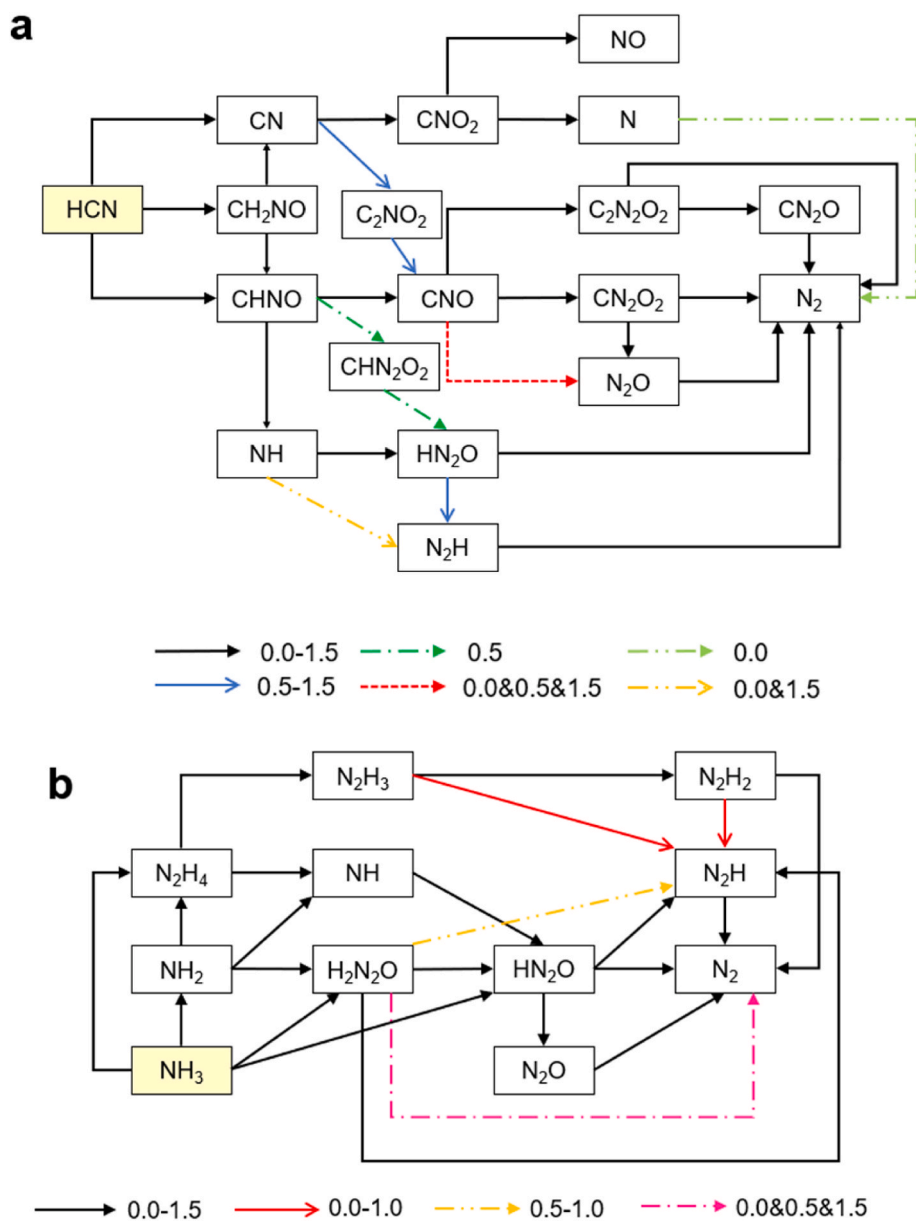 a
NO
CN
CNO₂
N
HCN
CH₂NO
C₂NO₂
C₂N₂O₂
CN₂O
CHNO
CNO
CN₂O₂
N₂
CHN₂O₂
N₂O
NH
HN₂O
N₂H
0.0-1.5
0.5
0.0
0.5-1.5
0.0&0.5&1.5
0.0&1.5
b
N₂H₃
N₂H₂
N₂H₄
NH
N₂H
NH₂
H₂N₂O
HN₂O
N₂
NH₃
N₂O
0.0-1.5
0.0-1.0
0.5-1.0
0.0&0.5&1.5